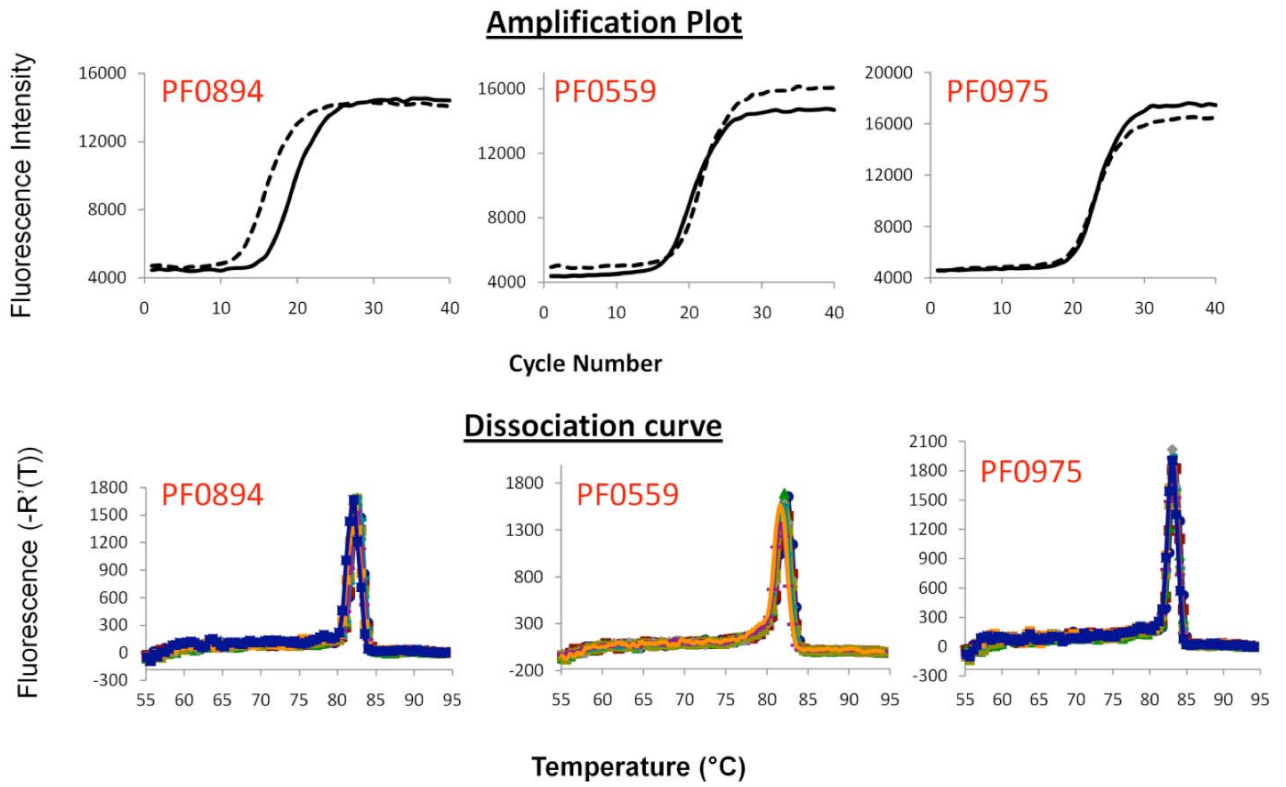 Amplification Plot
Fluorescence Intensity
PF0894
16000
12000
8000
4000
0 10 20 30 40
PF0559
16000
12000
8000
4000
0 10 20 30 40
PF0975
20000
16000
12000
8000
4000
0 10 20 30 40
Cycle Number
Dissociation curve
Fluorescence (-R'(T))
PF0894
1800
1500
1200
900
600
300
0
-300
55 60 65 70 75 80 85 90 95
PF0559
1800
1300
800
300
-200
55 60 65 70 75 80 85 90 95
PF0975
2100
1800
1500
1200
900
600
300
0
-300
55 60 65 70 75 80 85 90 95
Temperature (°C)